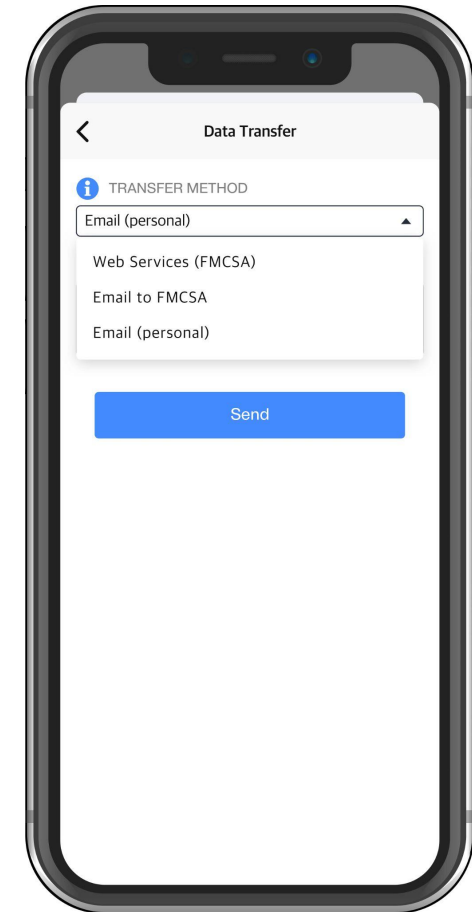 Data Transfer
TRANSFER METHOD
Email (personal)
Web Services (FMCSA)
Email to FMCSA
Email (personal)
Send